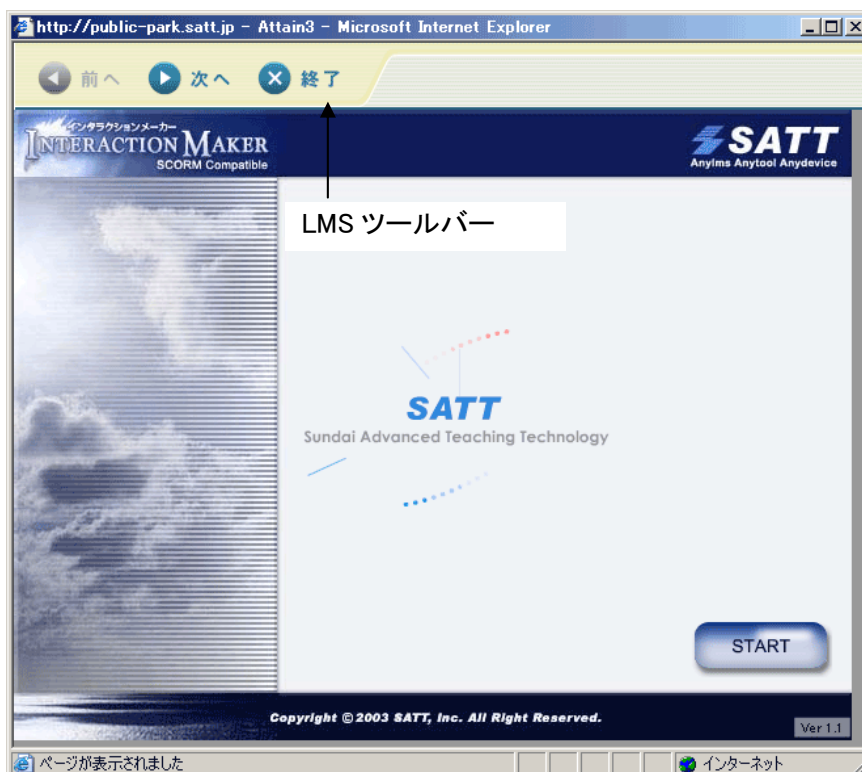 http://public-park.satt.jp - Attain3 - Microsoft Internet Explorer
前へ 次へ 終了
インタラクションメーカー
INTERACTION MAKER
SCORM Compatible
SATT
Anylms Anytool Anydevice
LMS ツールバー
SATT
Sundai Advanced Teaching Technology
START
Copyright © 2003 SATT, Inc. All Right Reserved.
Ver 1.1
ページが表示されました インターネット